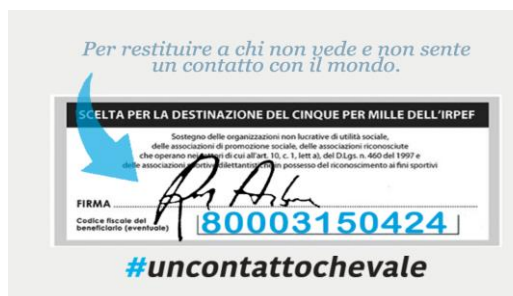 Per restituire a chi non vede e non sente
un contatto con il mondo.
SCELTA PER LA DESTINAZIONE DEL CINQUE PER MILLE DELL'IRPEF
Sostegno delle organizzazioni non lucrative di utilità sociale,
delle associazioni di promozione sociale, delle associazioni riconosciute
che operano nei settori di cui all'art. 10, c. 1, lett a), del D.Lgs. n. 460 del 1997 e
delle associazioni sportive dilettantistiche in possesso del riconoscimento ai fini sportivi
FIRMA
Codice fiscale del
beneficiario (eventuale)
80003150424
#uncontattochevale